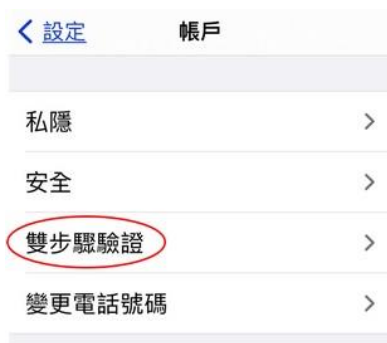 設定 帳戶
私隱
安全
雙步驟驗證
變更電話號碼